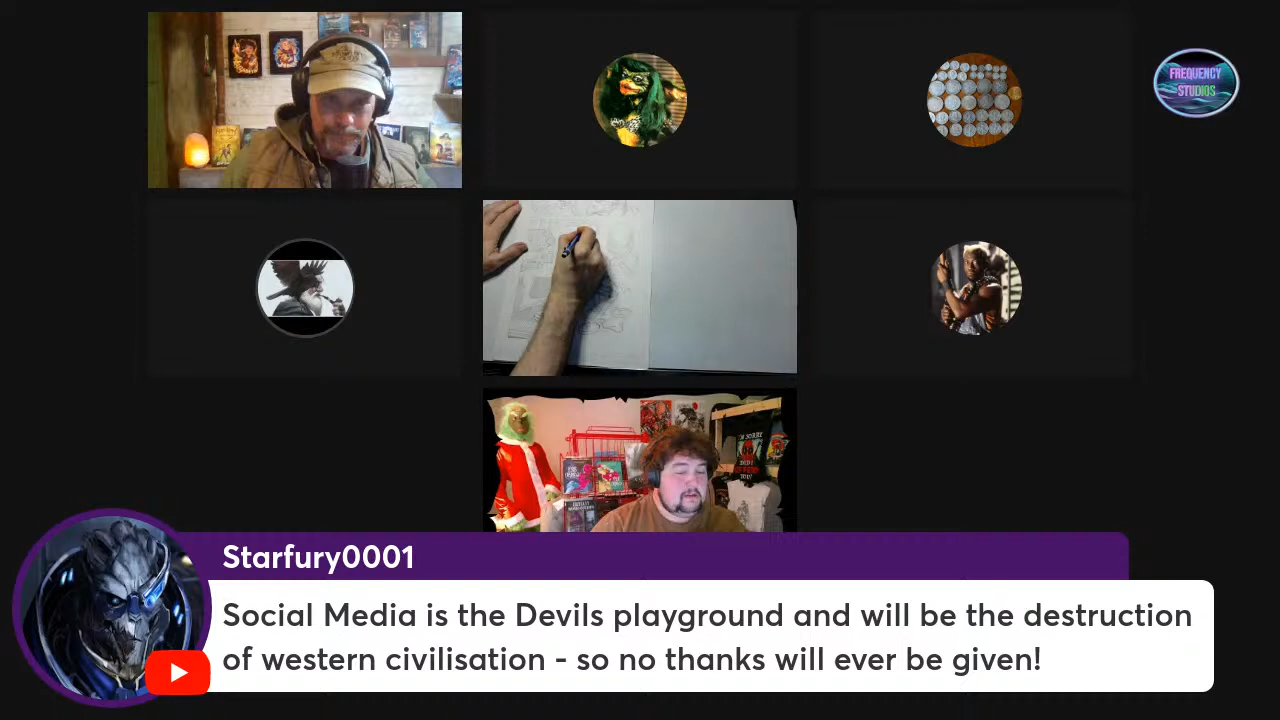 FREQUENCY
STUDIOS
Starfury0001
Social Media is the Devils playground and will be the destruction
of western civilisation - so no thanks will ever be given!